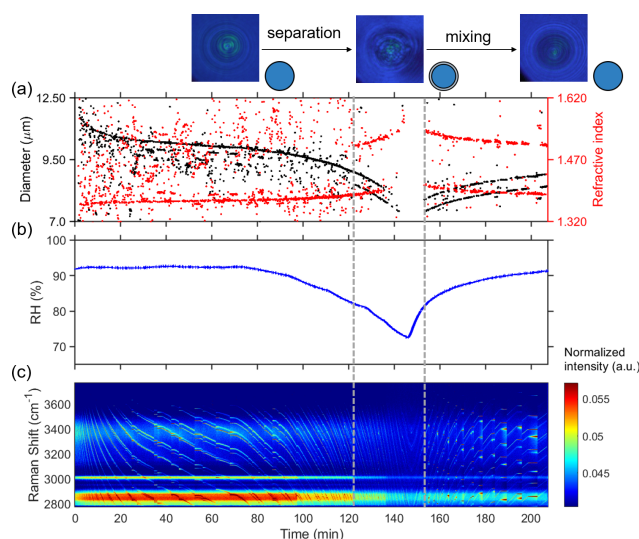 separation
mixing
(a)
12.50
9.50
7.0
Diameter (μm)
1.620
1.470
1.320
Refractive index
(b)
100
90
80
70
RH (%)
(c)
3600
3400
3200
3000
2800
Raman Shift (cm⁻¹)
0 20 40 60 80 100 120 140 160 180 200
Time (min)
Normalized
intensity (a.u.)
0.055
0.05
0.045